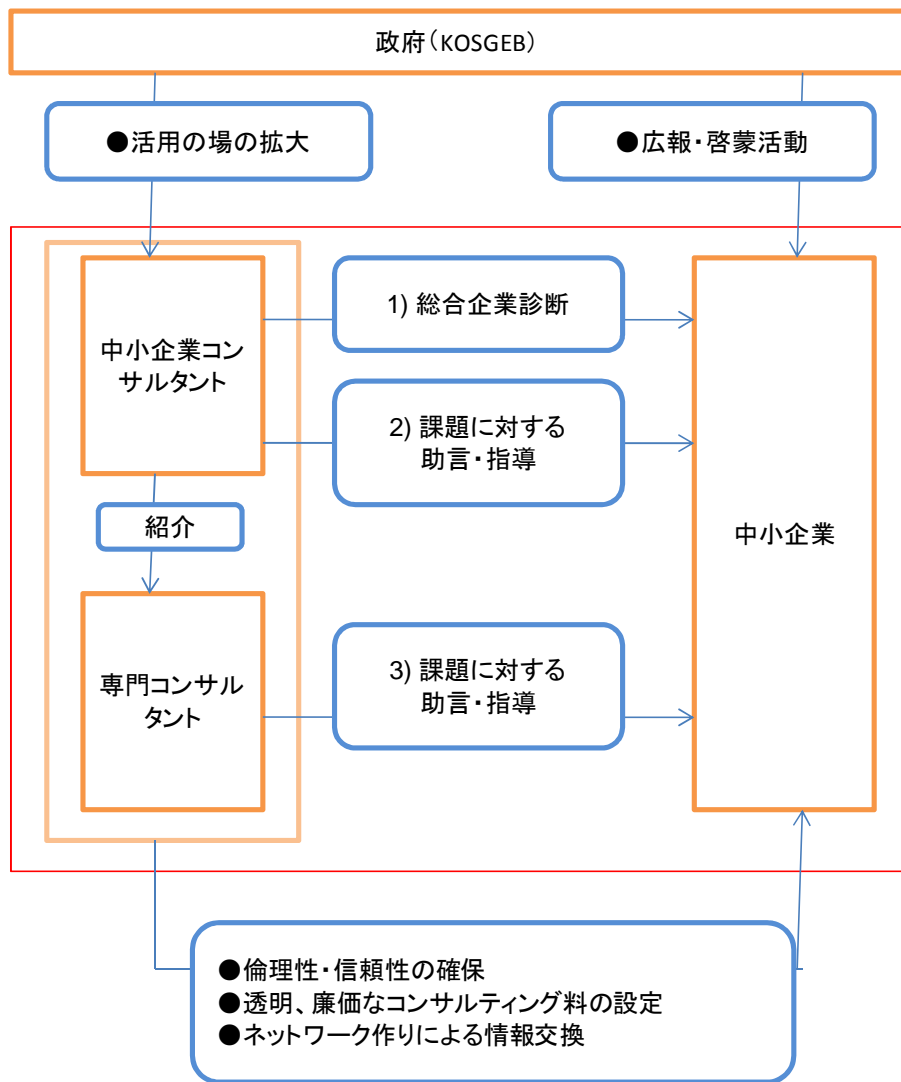 政府（KOSGEB）
●活用の場の拡大
●広報・啓蒙活動
中小企業コン
サルタント
1) 総合企業診断
2) 課題に対する
助言・指導
紹介
中小企業
専門コンサル
タント
3) 課題に対する
助言・指導
●倫理性・信頼性の確保
●透明、廉価なコンサルティング料の設定
●ネットワーク作りによる情報交換